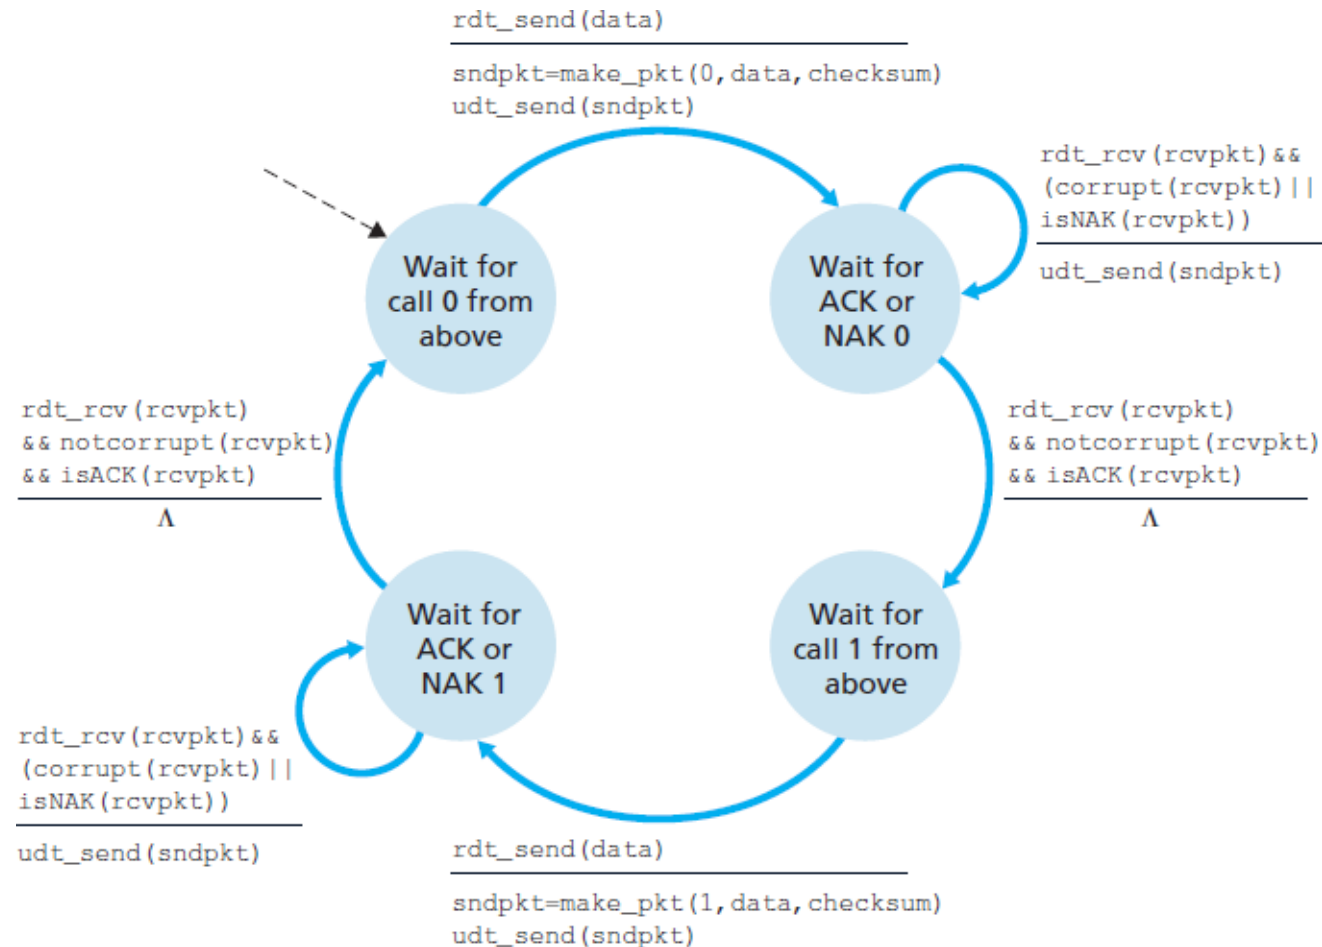 rdt_send(data)
sndpkt=make_pkt(0,data,checksum)
udt_send(sndpkt)
rdt_rcv(rcvpkt)&&
(corrupt(rcvpkt)||
isNAK(rcvpkt))
udt_send(sndpkt)
Wait for
call 0 from
above
Wait for
ACK or
NAK 0
rdt_rcv(rcvpkt)
&& notcorrupt(rcvpkt)
&& isACK(rcvpkt)
Λ
rdt_rcv(rcvpkt)
&& notcorrupt(rcvpkt)
&& isACK(rcvpkt)
Λ
Wait for
ACK or
NAK 1
Wait for
call 1 from
above
rdt_rcv(rcvpkt)&&
(corrupt(rcvpkt)||
isNAK(rcvpkt))
udt_send(sndpkt)
rdt_send(data)
sndpkt=make_pkt(1,data,checksum)
udt_send(sndpkt)